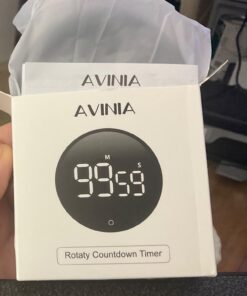 AVINIA
AVINIA
M S
99 59
Rotaty Countdown Timer